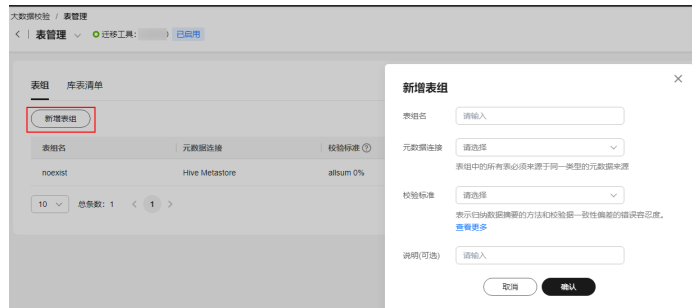 大数据校验 / 表管理
表管理 迁移工具: 已启用
表组 库表清单
新增表组
表组名 元数据连接 校验标准
noexist Hive Metastore allsum 0%
10 总条数: 1 < 1 >
新增表组
表组名 请输入
元数据连接 请选择
表组中的所有表必须来源于同一类型的元数据来源
校验标准 请选择
表示归纳数据摘要的方法和校验据一致性偏差的错误容忍度。
查看更多
说明(可选) 请输入
取消 确认